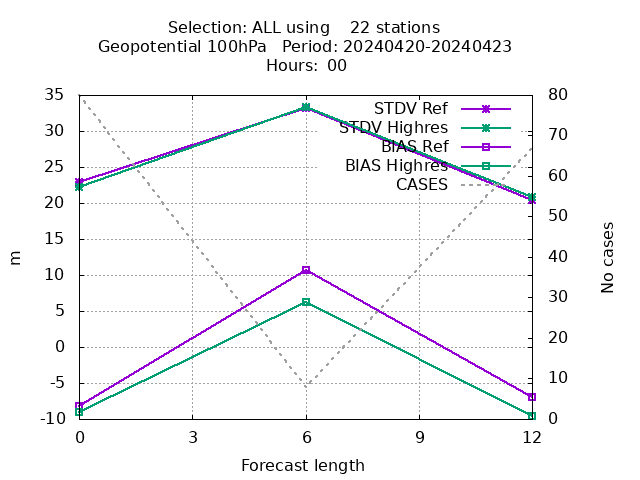 Selection: ALL using 22 stations
Geopotential 100hPa Period: 20240420-20240423
Hours: 00
35
30
25
20
15
10
5
0
-5
-10
m
80
70
60
50
40
30
20
10
0
No cases
STDV Ref
STDV Highres
BIAS Ref
BIAS Highres
CASES
0 3 6 9 12
Forecast length